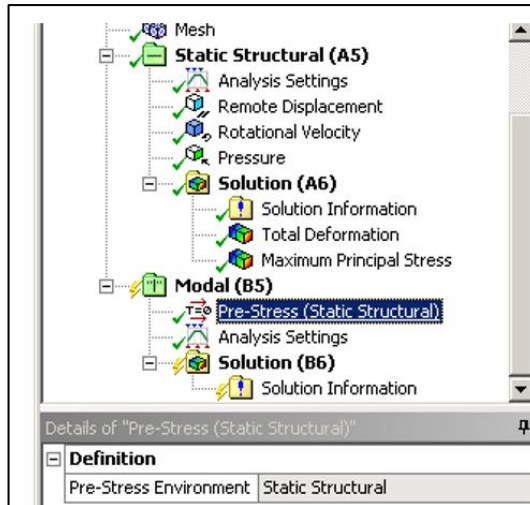 Mesh
Static Structural (A5)
Analysis Settings
Remote Displacement
Rotational Velocity
Pressure
Solution (A6)
Solution Information
Total Deformation
Maximum Principal Stress
Modal (B5)
T=0 Pre-Stress (Static Structural)
Analysis Settings
Solution (B6)
Solution Information
Details of "Pre-Stress (Static Structural)"
Definition
Pre-Stress Environment Static Structural